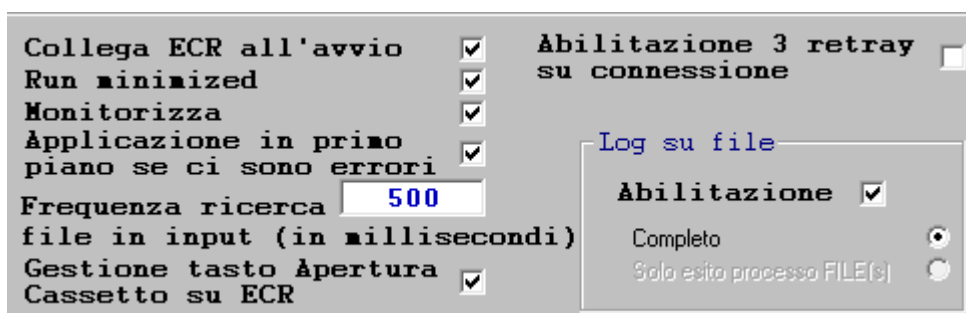 Collega ECR all'avvio
Run minimized
Monitorizza
Applicazione in primo
piano se ci sono errori
Frequenza ricerca 500
file in input (in millisecondi)
Gestione tasto Apertura
Cassetto su ECR
Abilitazione 3 retray
su connessione
Log su file
Abilitazione
Completo
Solo esito processo FILE(s)